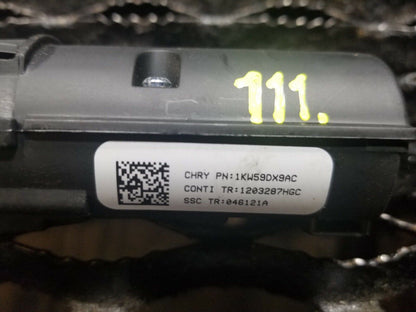 111.
CHRY PN:1KW59DX9AC
CONTI TR:1203287HGC
SSC TR:046121A